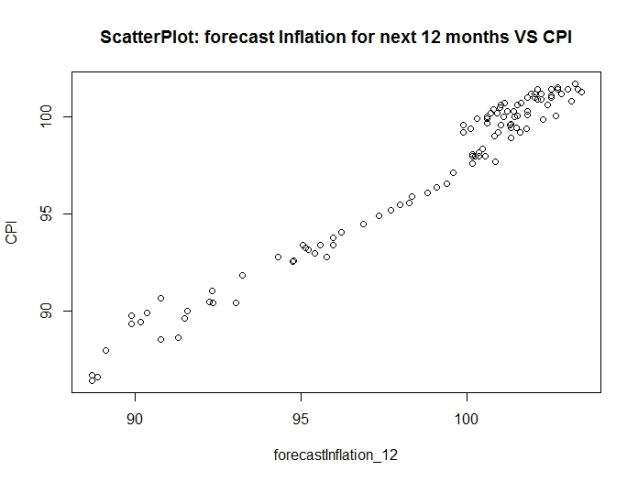 ScatterPlot: forecast Inflation for next 12 months VS CPI
100
95
90
CPI
90 95 100
forecastInflation_12